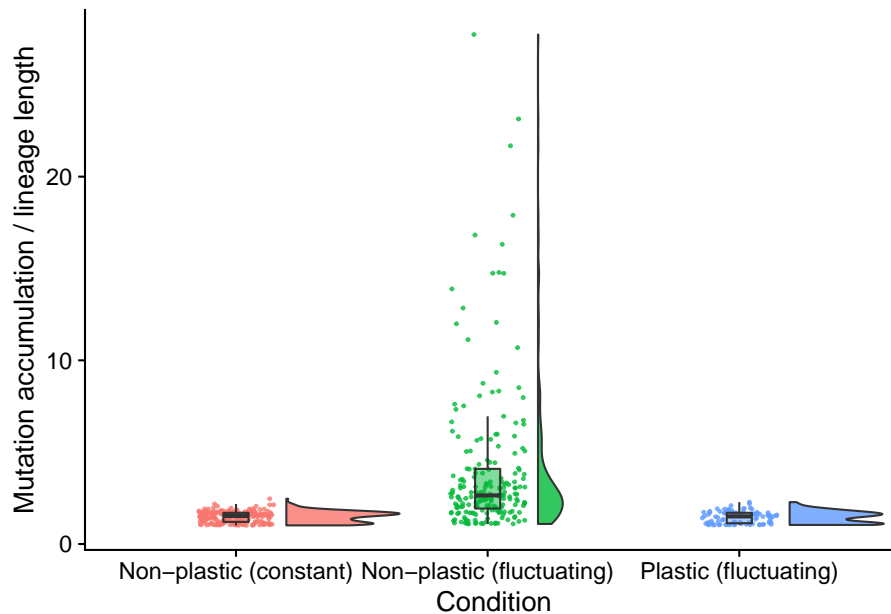 Mutation accumulation / lineage length
20
10
0
Non−plastic (constant) Non−plastic (fluctuating) Plastic (fluctuating)
Condition